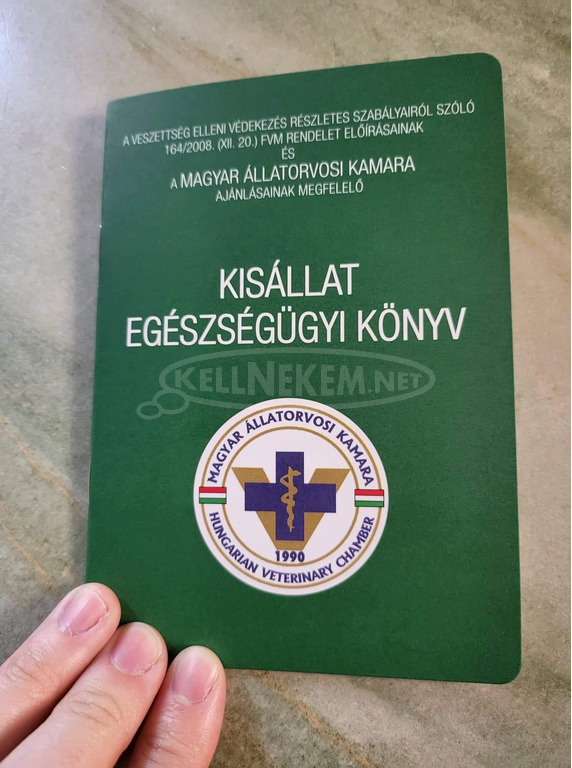 A VESZETTSÉG ELLENI VÉDEKEZÉS RÉSZLETES SZABÁLYAIRÓL SZÓLÓ
164/2008. (XII. 20.) FVM RENDELET ELŐÍRÁSAINAK
ÉS
A MAGYAR ÁLLATORVOSI KAMARA
AJÁNLÁSAINAK MEGFELELŐ
KISÁLLAT
EGÉSZSÉGÜGYI KÖNYV
KELLNEKEM.NET
MAGYAR ÁLLATORVOSI KAMARA
1990
HUNGARIAN VETERINARY CHAMBER